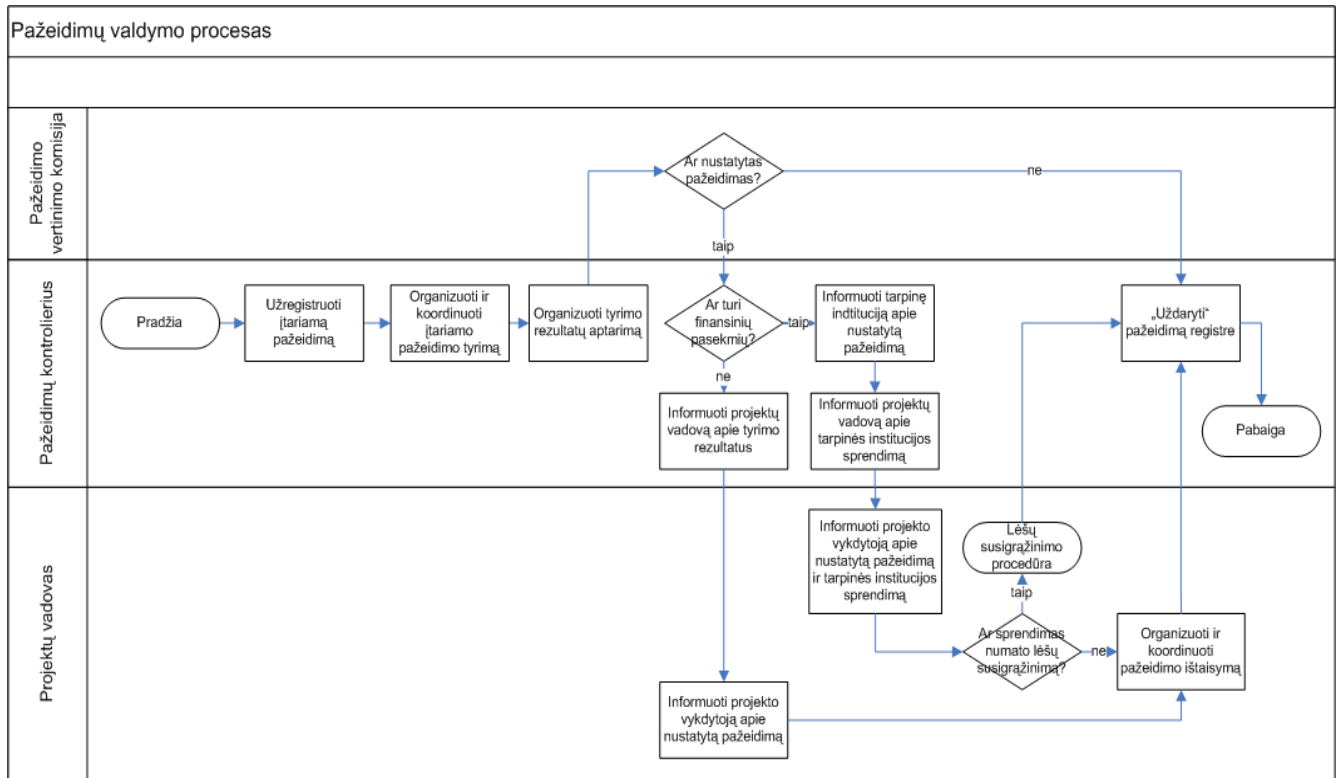 Pažeidimų valdymo procesas
Pažeidimo
vertinimo komisija
Ar nustatytas
pažeidimas?
ne
taip
Pažeidimų kontrolierius
Pradžia
Užregistruoti
įtariamą
pažeidimą
Organizuoti ir
koordinuoti
įtariamo
pažeidimo tyrimą
Organizuoti tyrimo
rezultatų aptarimą
Ar turi
finansinių
pasekmių?
taip
ne
Informuoti tarpinę
indtituciją apie
nustatytą
pažeidimą
„Uždaryti“
pažeidimą registre
Informuoti projektų
vadovą apie tyrimo
rezultatus
Informuoti projektų
vadovą apie
tarpinės institucijos
sprendimą
Pabaiga
Projektų vadovas
Informuoti projekto
vykdytoją apie
nustatytą pažeidimą
ir tarpinės institucijos
sprendimą
Lėšų
susigrąžinimo
procedūra
taip
Ar sprendimas
numato lėšų
susigrąžinimą?
ne
Organizuoti ir
koordinuoti
pažeidimo ištaisymą
Informuoti projekto
vykdytoją apie
nustatytą pažeidimą